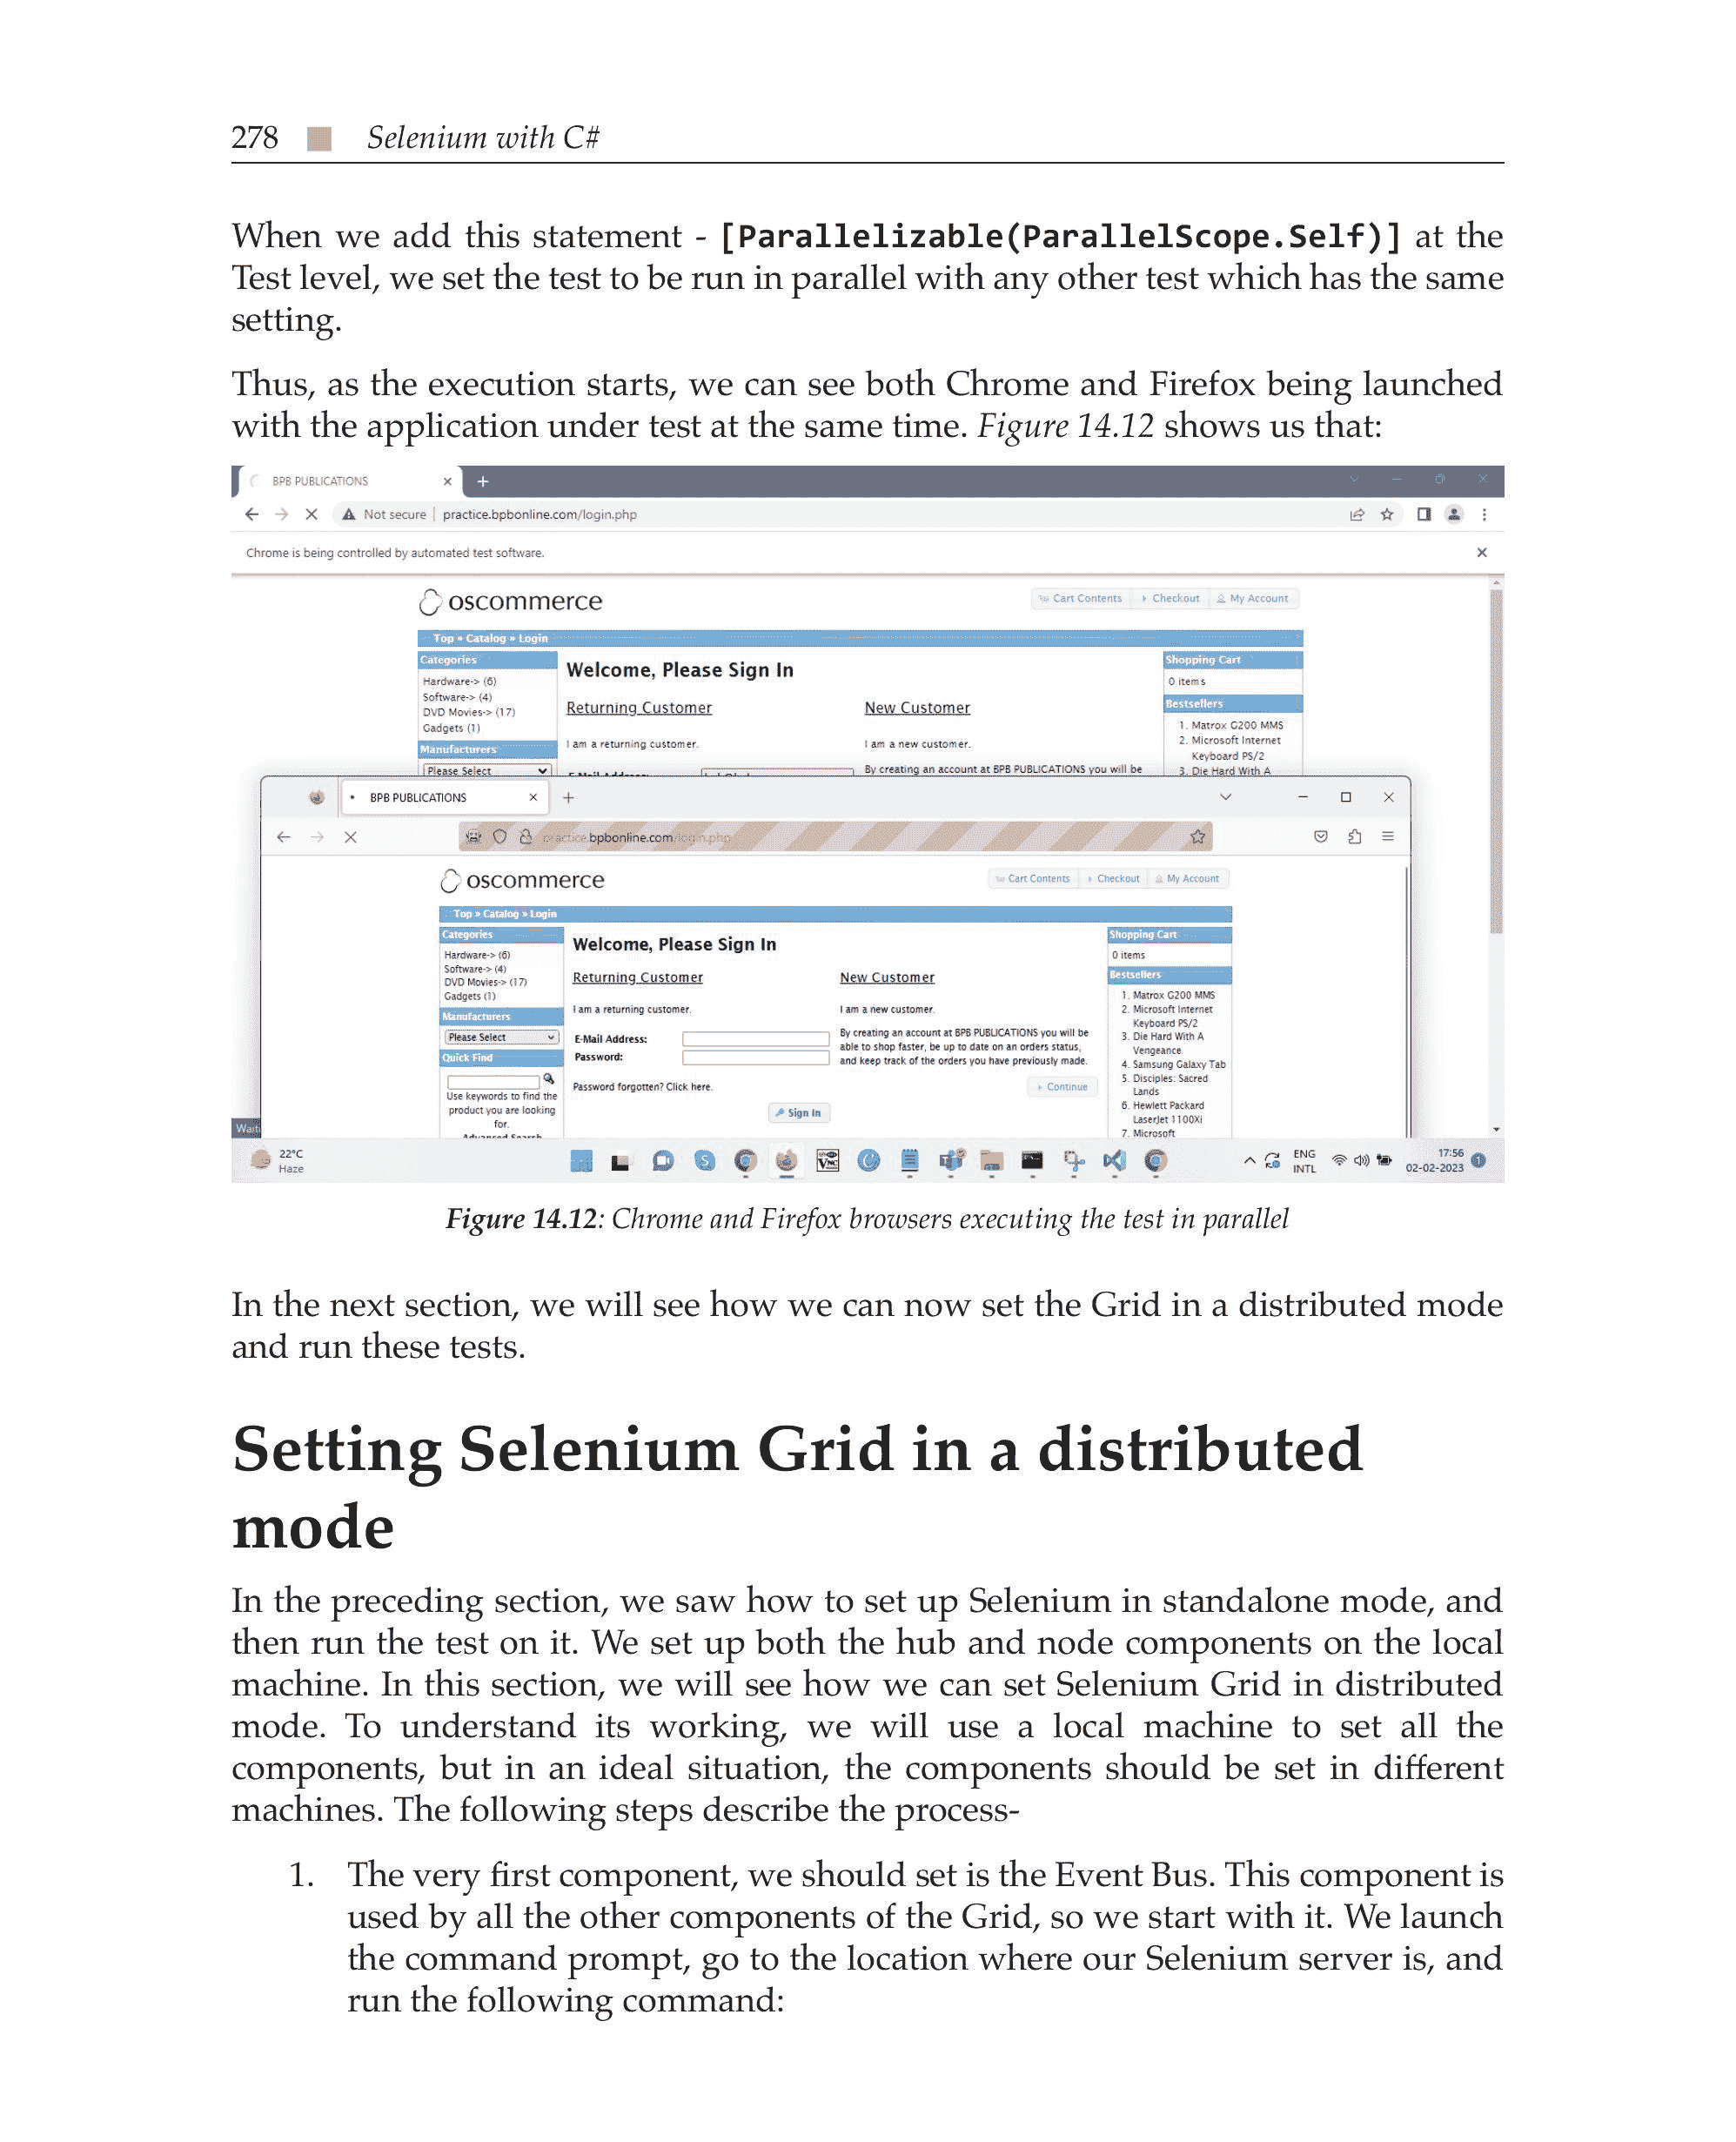 278 Selenium with C#
When we add this statement - [Parallelizable(ParallelScope.Self)] at the
Test level, we set the test to be run in parallel with any other test which has the same
setting.
Thus, as the execution starts, we can see both Chrome and Firefox being launched
with the application under test at the same time. Figure 14.12 shows us that:
BPB PUBLICATIONS
Not secure | practice.bpbonline.com/login.php
Chrome is being controlled by automated test software.
oscommerce
Cart Contents Checkout My Account
Top » Catalog » Login
Categories
Hardware-> (6)
Software-> (4)
DVD Movies-> (17)
Gadgets (1)
Manufacturers
Please Select
Welcome, Please Sign In
Returning Customer
I am a returning customer.
E-Mail Address:
New Customer
I am a new customer.
By creating an account at BPB PUBLICATIONS you will be
Shopping Cart
0 items
Bestsellers
1. Matrox G200 MMS
2. Microsoft Internet
Keyboard PS/2
3. Die Hard With A
BPB PUBLICATIONS
practice.bpbonline.com/login.php
oscommerce
Cart Contents Checkout My Account
Top » Catalog » Login
Categories
Hardware-> (6)
Software-> (4)
DVD Movies-> (17)
Gadgets (1)
Manufacturers
Please Select
Quick Find
Use keywords to find the
product you are looking
for.
Advanced Search
Welcome, Please Sign In
Returning Customer
I am a returning customer.
E-Mail Address:
Password:
Password forgotten? Click here.
Sign In
New Customer
I am a new customer.
By creating an account at BPB PUBLICATIONS you will be
able to shop faster, be up to date on an orders status,
and keep track of the orders you have previously made.
Continue
Shopping Cart
0 items
Bestsellers
1. Matrox G200 MMS
2. Microsoft Internet
Keyboard PS/2
3. Die Hard With A
Vengeance
4. Samsung Galaxy Tab
5. Disciples: Sacred
Lands
6. Hewlett Packard
LaserJet 1100Xi
7. Microsoft
Waiti
22°C
Haze
ENG
INTL
17:56
02-02-2023
Figure 14.12: Chrome and Firefox browsers executing the test in parallel
In the next section, we will see how we can now set the Grid in a distributed mode
and run these tests.
Setting Selenium Grid in a distributed
mode
In the preceding section, we saw how to set up Selenium in standalone mode, and
then run the test on it. We set up both the hub and node components on the local
machine. In this section, we will see how we can set Selenium Grid in distributed
mode. To understand its working, we will use a local machine to set all the
components, but in an ideal situation, the components should be set in different
machines. The following steps describe the process-
1. The very first component, we should set is the Event Bus. This component is
used by all the other components of the Grid, so we start with it. We launch
the command prompt, go to the location where our Selenium server is, and
run the following command: